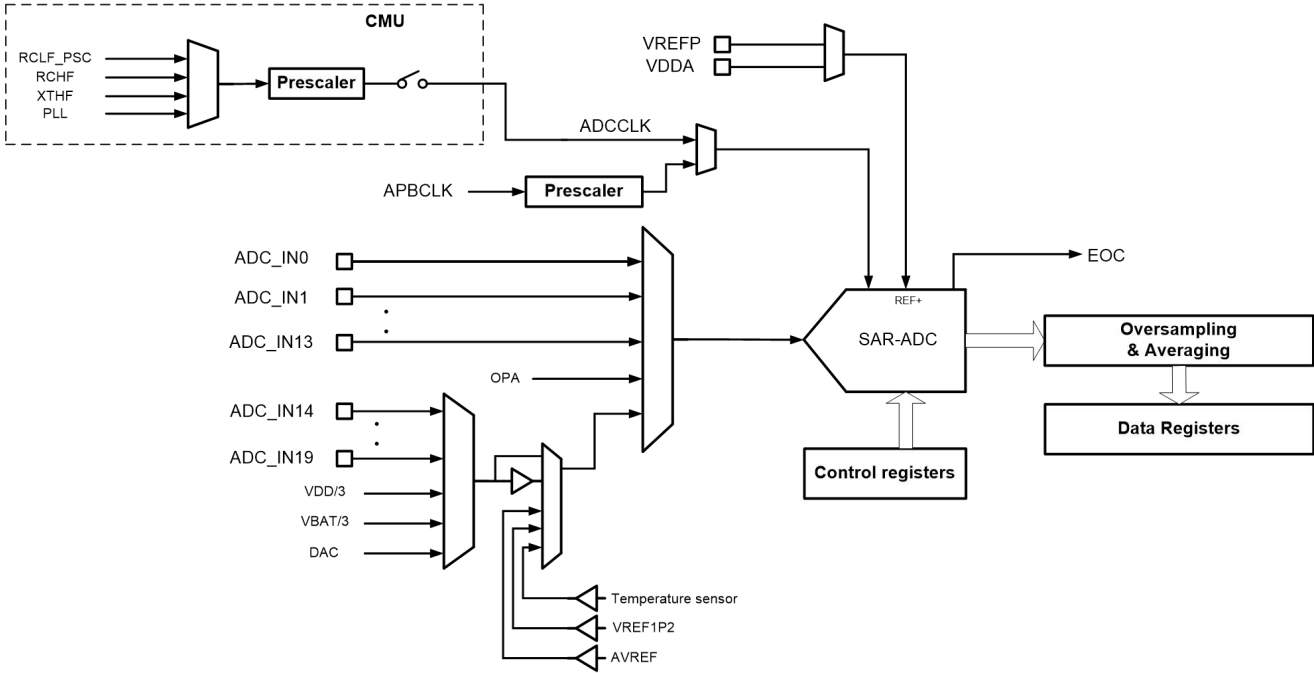 CMU
RCLF_PSC
RCHF
XTHF
PLL
Prescaler
VREFP
VDDA
ADCCLK
APBCLK
Prescaler
ADC_IN0
ADC_IN1
ADC_IN13
OPA
ADC_IN14
ADC_IN19
VDD/3
VBAT/3
DAC
Temperature sensor
VREF1P2
AVREF
REF+
SAR-ADC
EOC
Control registers
Oversampling
& Averaging
Data Registers